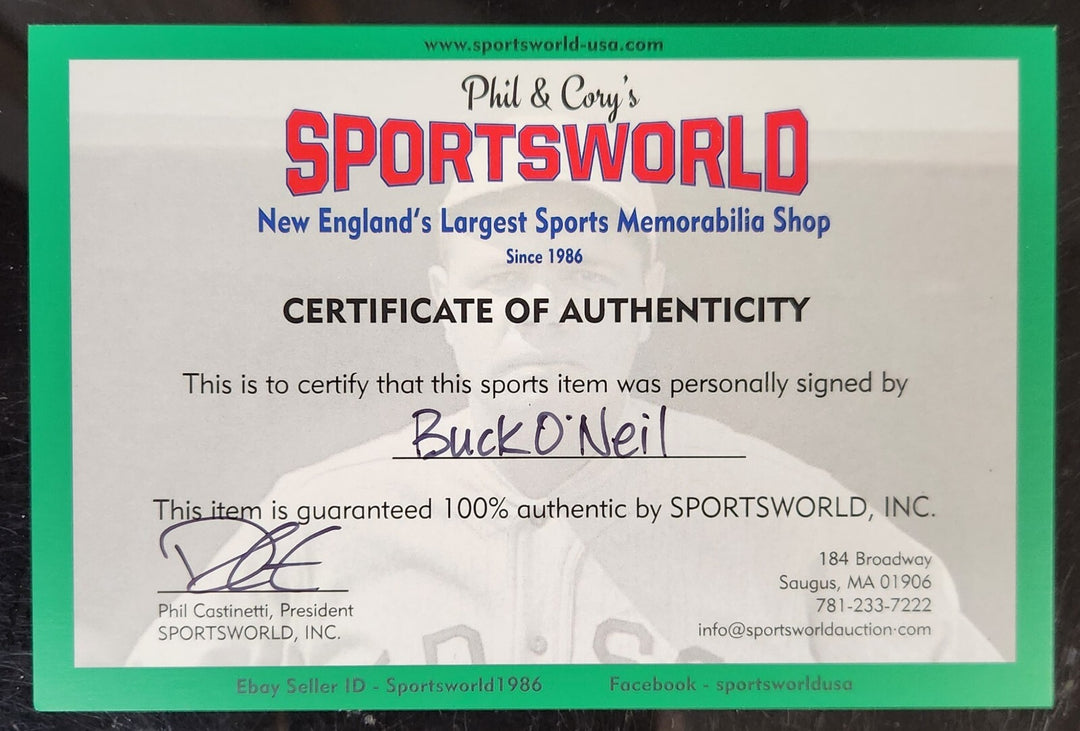 www.sportsworld-usa.com
Phil & Cory's
SPORTSWORLD
New England's Largest Sports Memorabilia Shop
Since 1986
CERTIFICATE OF AUTHENTICITY
This is to certify that this sports item was personally signed by
Buck O'Neil
This item is guaranteed 100% authentic by SPORTSWORLD, INC.
184 Broadway
Saugus, MA 01906
781-233-7222
info@sportsworldauction.com
Phil Castinetti, President
SPORTSWORLD, INC.
Ebay Seller ID - Sportsworld1986 Facebook - sportsworldusa